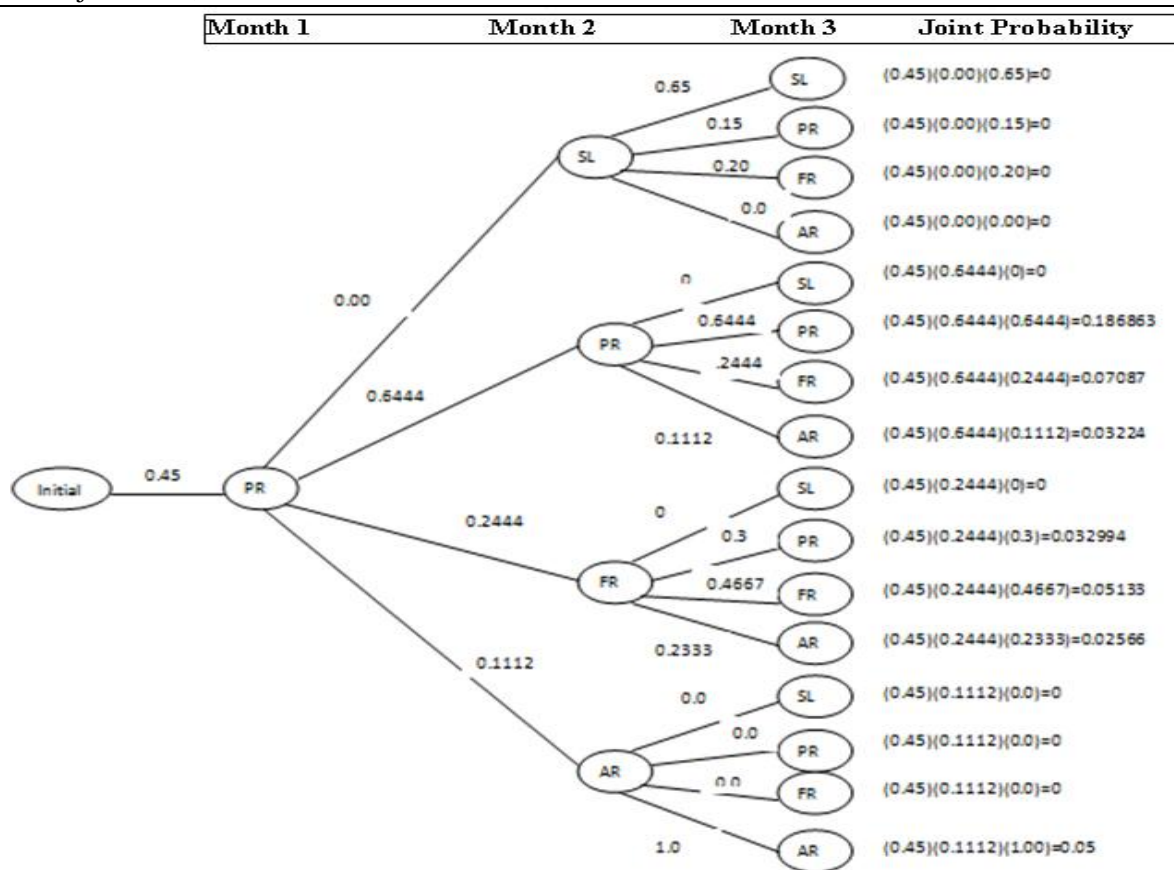 Month 1 Month 2 Month 3 Joint Probability
0.65 SL (0.45)(0.00)(0.65)=0
0.15 PR (0.45)(0.00)(0.15)=0
SL
0.20 FR (0.45)(0.00)(0.20)=0
0.0 AR (0.45)(0.00)(0.00)=0
0.00
0 SL (0.45)(0.6444)(0)=0
0.6444 PR (0.45)(0.6444)(0.6444)=0.186863
PR
.2444 FR (0.45)(0.6444)(0.2444)=0.07087
0.6444
0.1112 AR (0.45)(0.6444)(0.1112)=0.03224
Initial 0.45 PR
0 SL (0.45)(0.2444)(0)=0
0.2444
0.3 PR (0.45)(0.2444)(0.3)=0.032994
FR
0.4667 FR (0.45)(0.2444)(0.4667)=0.05133
0.2333 AR (0.45)(0.2444)(0.2333)=0.02566
0.1112
0.0 SL (0.45)(0.1112)(0.0)=0
0.0 PR (0.45)(0.1112)(0.0)=0
AR
0.0 FR (0.45)(0.1112)(0.0)=0
1.0 AR (0.45)(0.1112)(1.00)=0.05